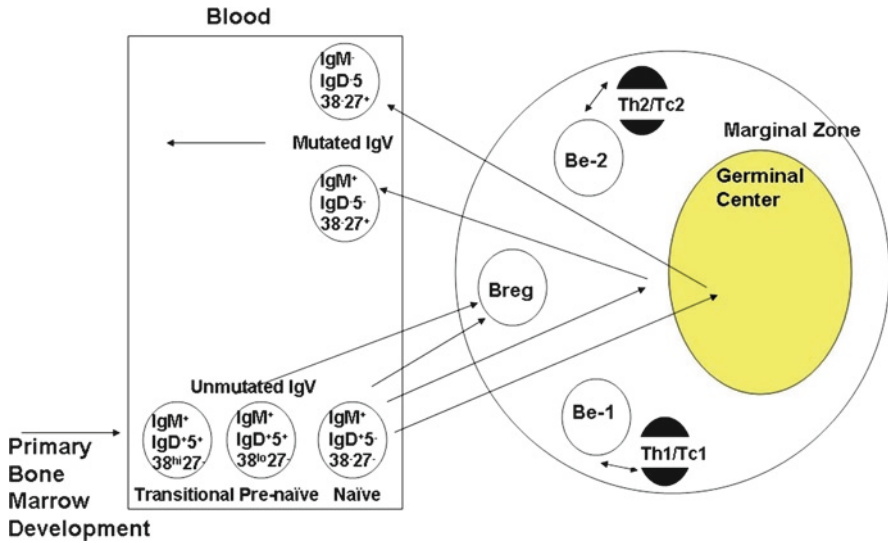 Blood
IgM⁻
IgD⁻5
38⁻27⁺
Mutated IgV
IgM⁺
IgD⁻5⁻
38⁻27⁺
Unmutated IgV
IgM⁺
IgD⁺5⁺
38ʰⁱ27⁻
IgM⁺
IgD⁺5⁺
38ˡᵒ27⁻
IgM⁺
IgD⁺5⁻
38⁻27⁻
Transitional Pre-naïve Naïve
Primary
Bone
Marrow
Development
Th2/Tc2
Be-2
Marginal Zone
Germinal
Center
Breg
Be-1
Th1/Tc1